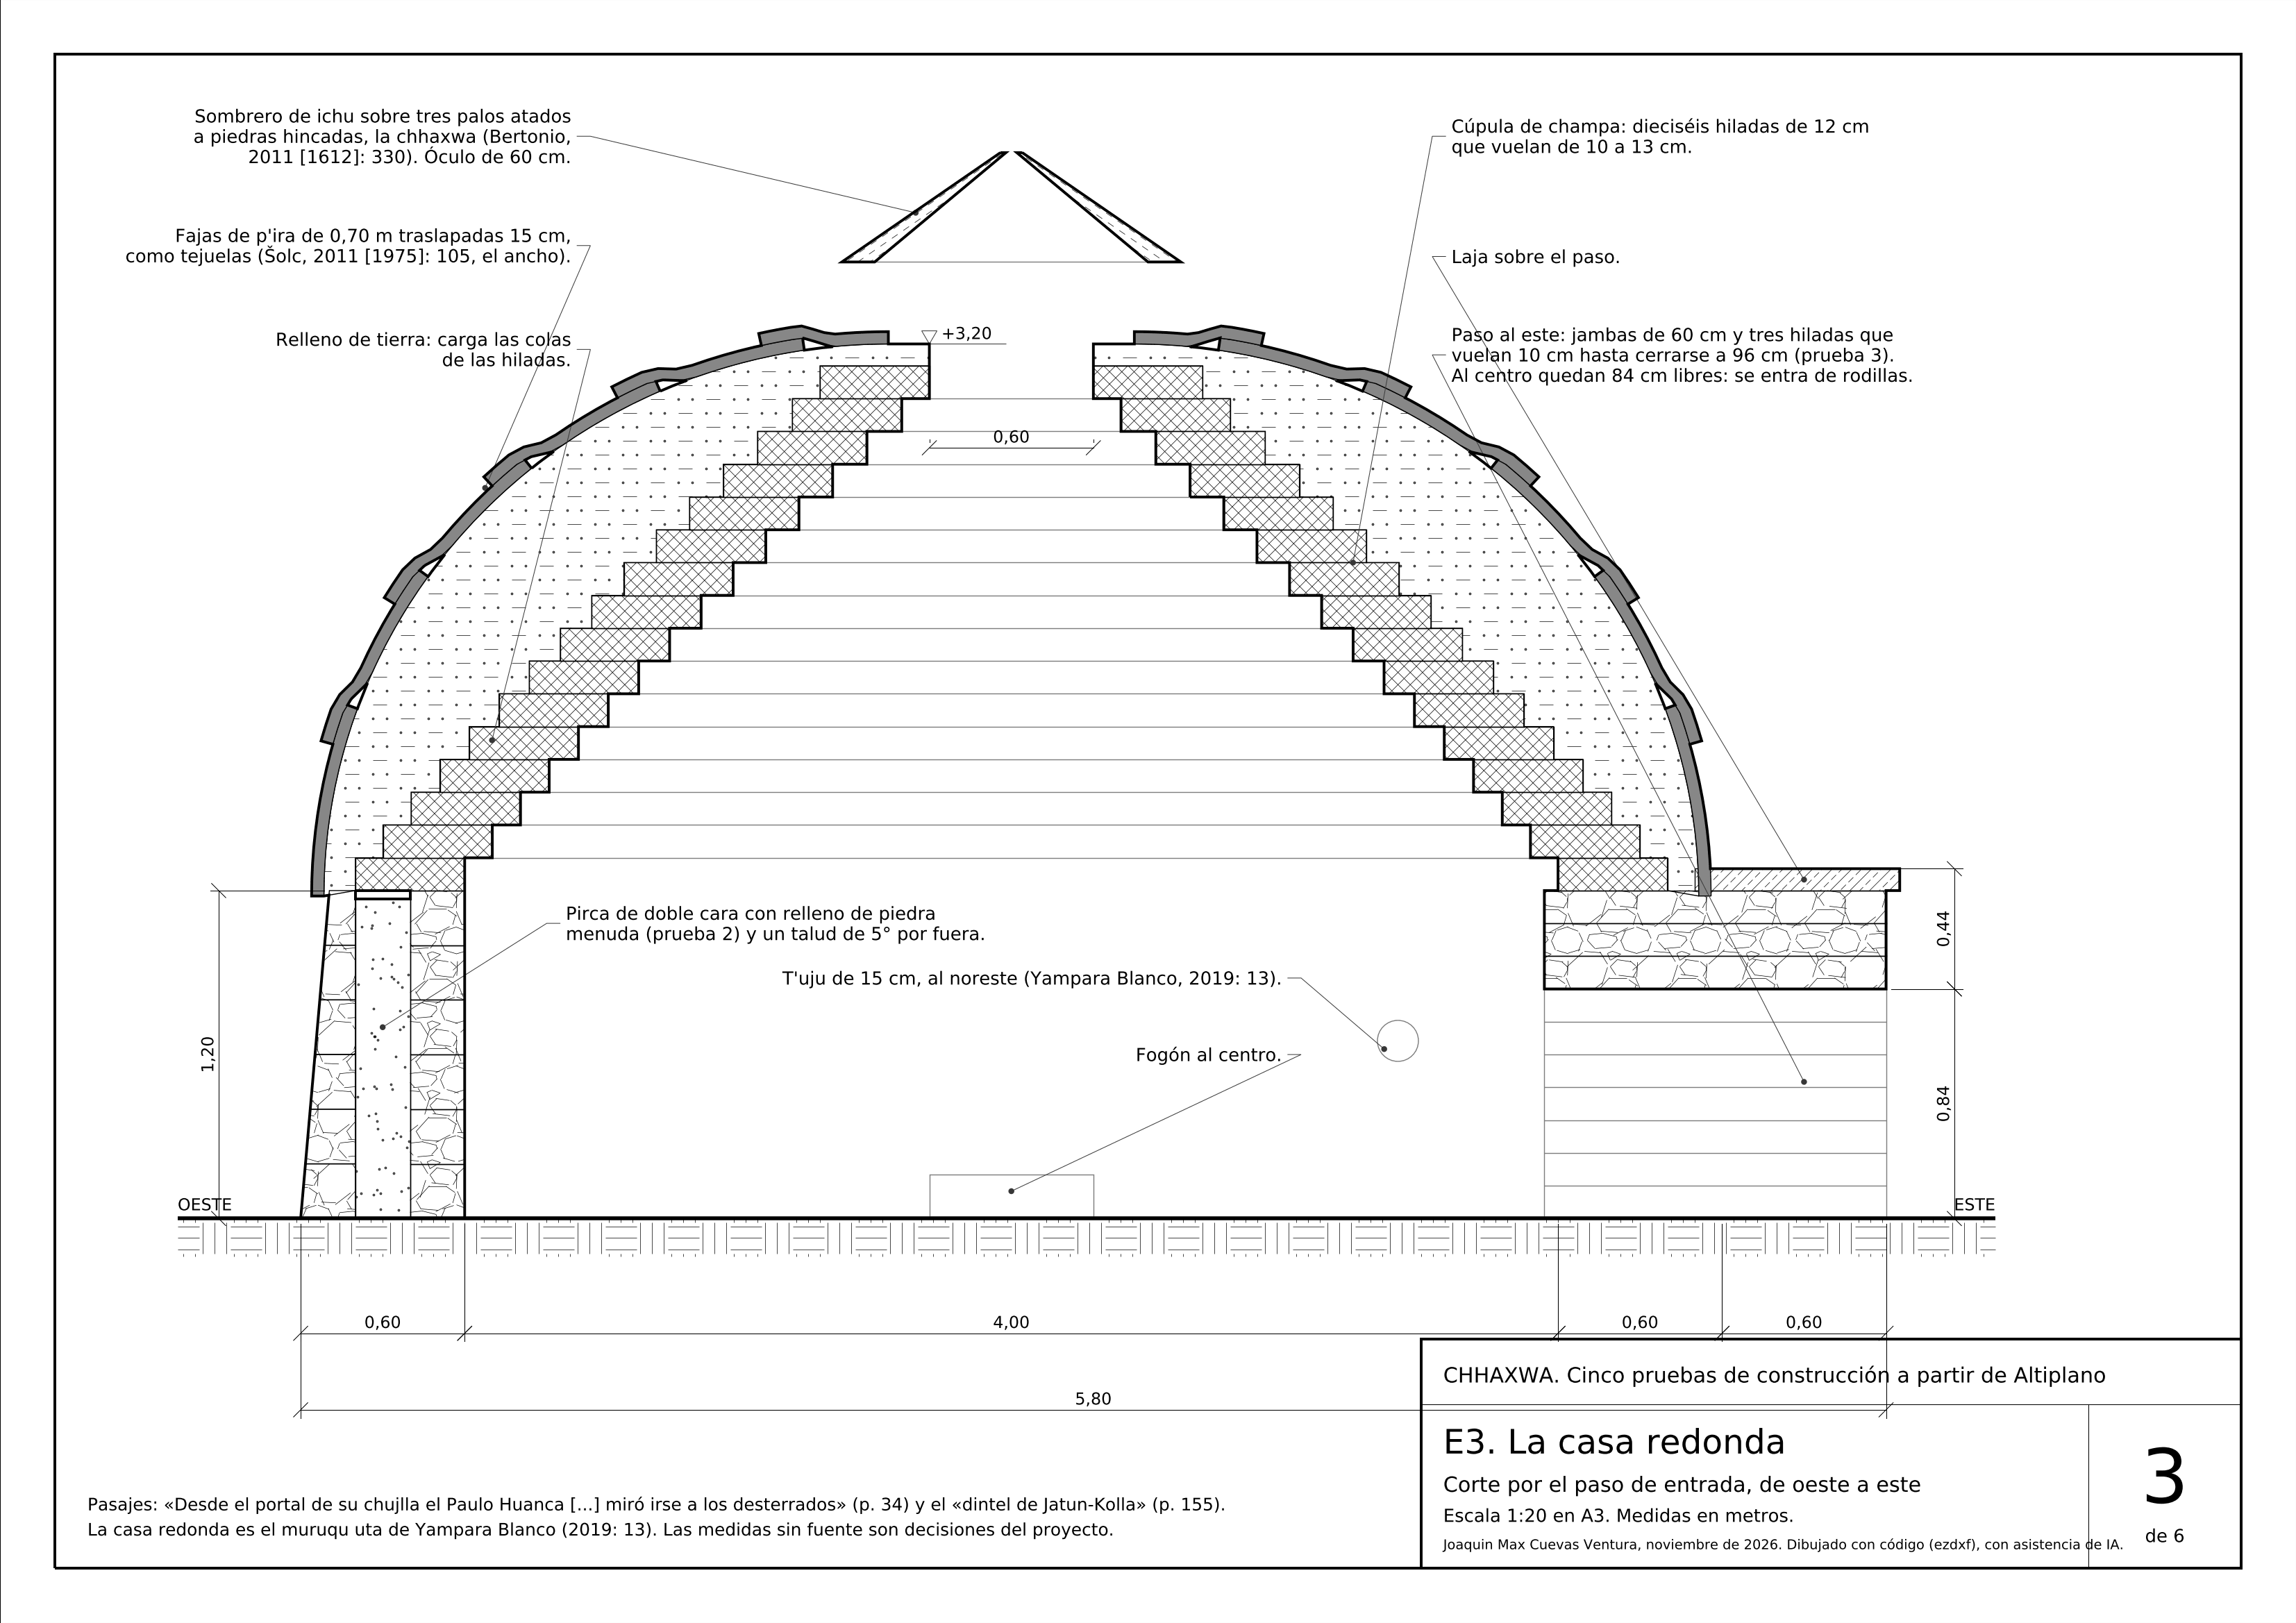 Sombrero de ichu sobre tres palos atados
a piedras hincadas, la chhaxwa (Bertonio,
2011 [1612]: 330). Óculo de 60 cm.
Cúpula de champa: dieciséis hiladas de 12 cm
que vuelan de 10 a 13 cm.
Fajas de p'ira de 0,70 m traslapadas 15 cm,
como tejuelas (Šolc, 2011 [1975]: 105, el ancho).
Laja sobre el paso.
Relleno de tierra: carga las colas
de las hiladas.
+3,20
Paso al este: jambas de 60 cm y tres hiladas que
vuelan 10 cm hasta cerrarse a 96 cm (prueba 3).
Al centro quedan 84 cm libres: se entra de rodillas.
0,60
Pirca de doble cara con relleno de piedra
menuda (prueba 2) y un talud de 5° por fuera.
0,44
T'uju de 15 cm, al noreste (Yampara Blanco, 2019: 13).
1,20
Fogón al centro.
0,84
OESTE
ESTE
0,60
4,00
0,60
0,60
5,80
CHHAXWA. Cinco pruebas de construcción a partir de Altiplano
E3. La casa redonda
Corte por el paso de entrada, de oeste a este
Escala 1:20 en A3. Medidas en metros.
Joaquin Max Cuevas Ventura, noviembre de 2026. Dibujado con código (ezdxf), con asistencia de IA.
3
de 6
Pasajes: «Desde el portal de su chujlla el Paulo Huanca [...] miró irse a los desterrados» (p. 34) y el «dintel de Jatun-Kolla» (p. 155).
La casa redonda es el muruqu uta de Yampara Blanco (2019: 13). Las medidas sin fuente son decisiones del proyecto.